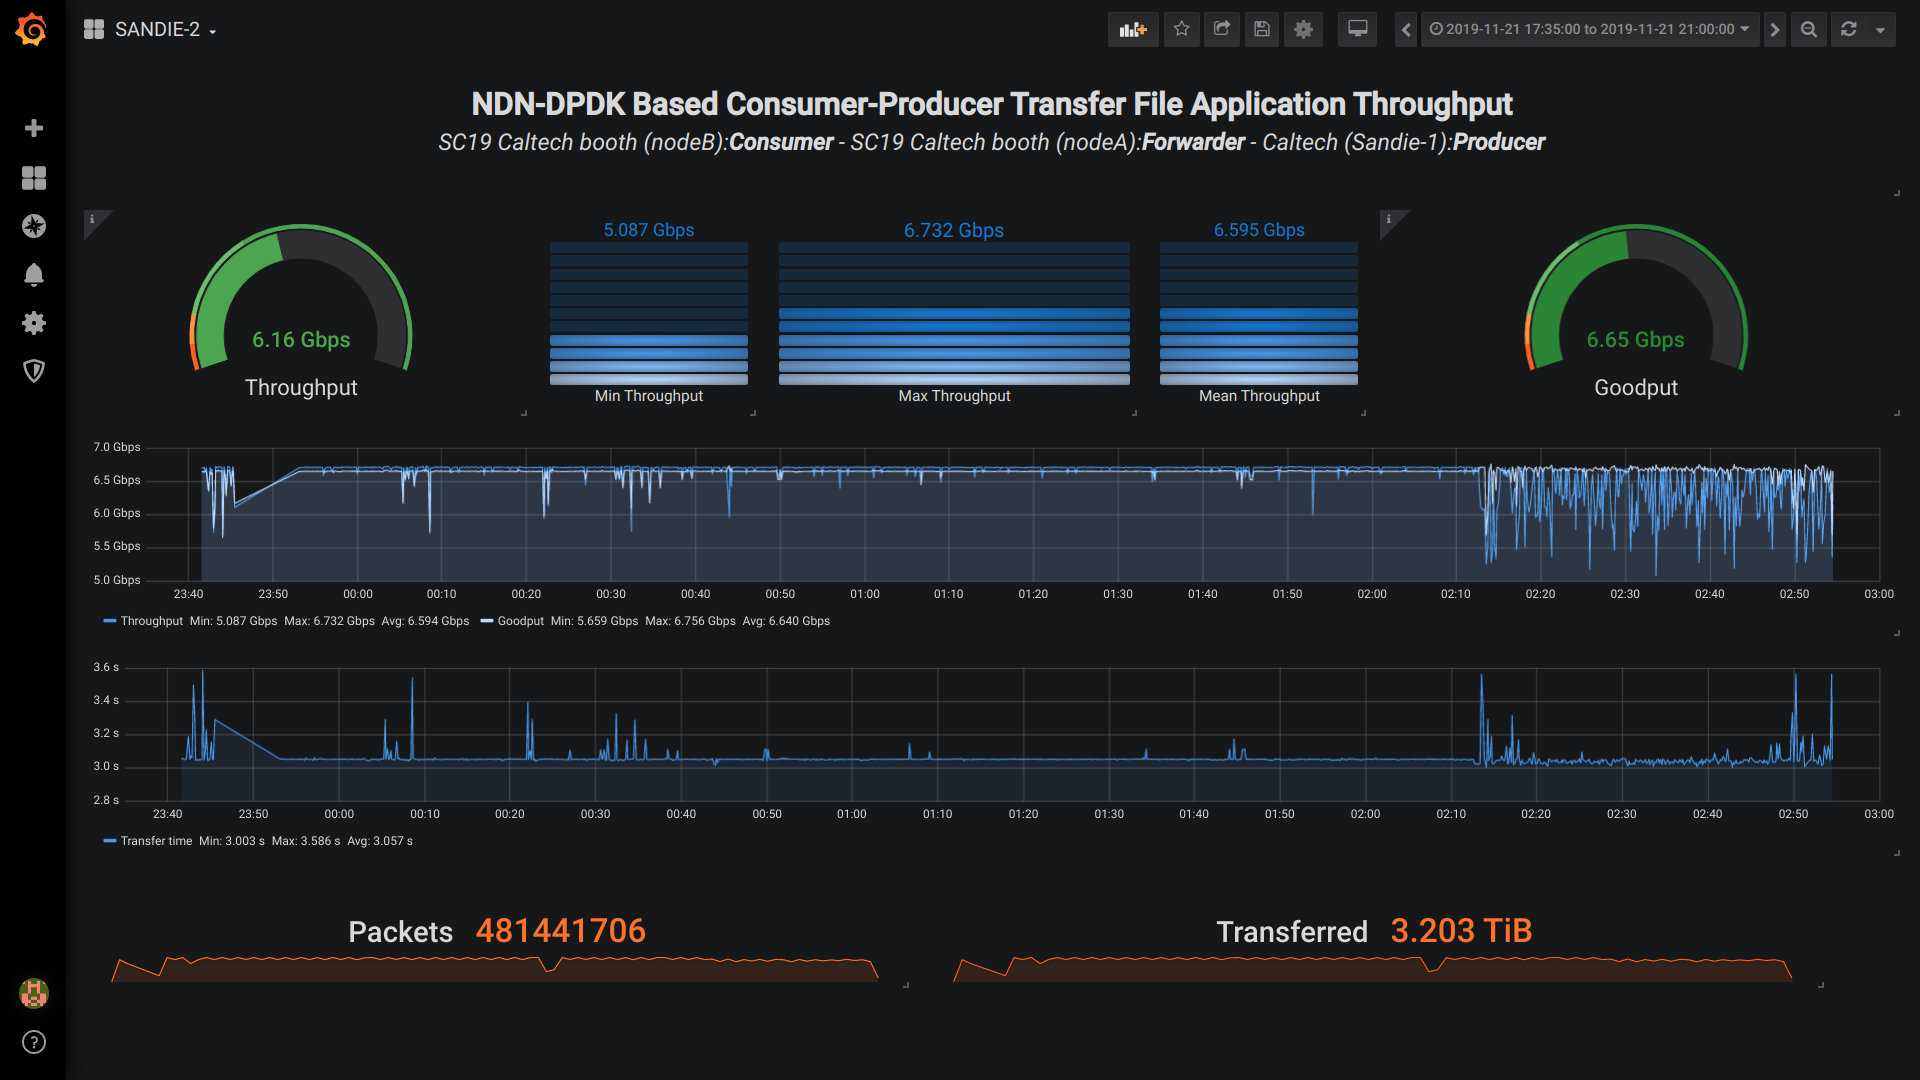 SANDIE-2
2019-11-21 17:35:00 to 2019-11-21 21:00:00
NDN-DPDK Based Consumer-Producer Transfer File Application Throughput
SC19 Caltech booth (nodeB):Consumer - SC19 Caltech booth (nodeA):Forwarder - Caltech (Sandie-1):Producer
i
6.16 Gbps
Throughput
5.087 Gbps
Min Throughput
6.732 Gbps
Max Throughput
6.595 Gbps
Mean Throughput
i
6.65 Gbps
Goodput
7.0 Gbps
6.5 Gbps
6.0 Gbps
5.5 Gbps
5.0 Gbps
23:40 23:50 00:00 00:10 00:20 00:30 00:40 00:50 01:00 01:10 01:20 01:30 01:40 01:50 02:00 02:10 02:20 02:30 02:40 02:50 03:00
Throughput Min: 5.087 Gbps Max: 6.732 Gbps Avg: 6.594 Gbps Goodput Min: 5.659 Gbps Max: 6.756 Gbps Avg: 6.640 Gbps
3.6 s
3.4 s
3.2 s
3.0 s
2.8 s
23:40 23:50 00:00 00:10 00:20 00:30 00:40 00:50 01:00 01:10 01:20 01:30 01:40 01:50 02:00 02:10 02:20 02:30 02:40 02:50 03:00
Transfer time Min: 3.003 s Max: 3.586 s Avg: 3.057 s
Packets 481441706
Transferred 3.203 TiB
?